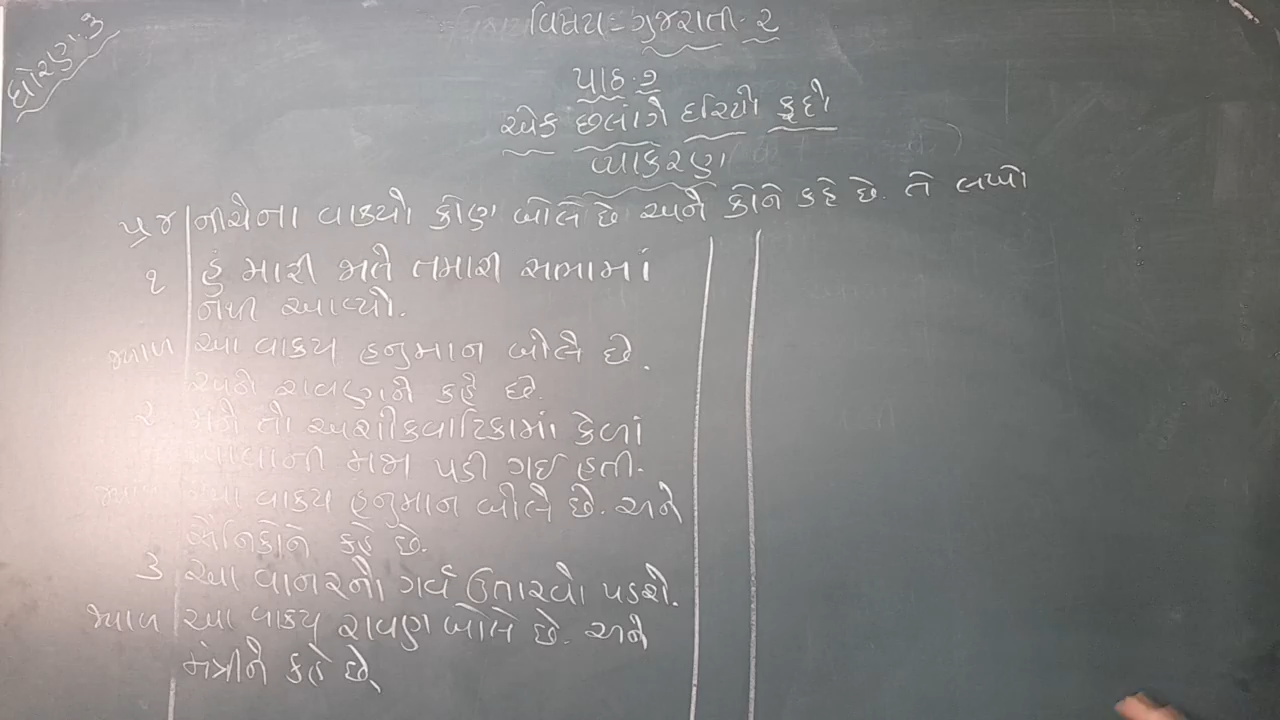 ધોરણ.૩
વિષય:- ગુજરાતી-૨
પાઠ.૭
એક છલાંગે દરિયો કૂદ્યો
વ્યાકરણ
પ્ર૪ નીચેના વાક્યો કોણ બોલે છે અને કોને કહે છે. તે લખો
૧ હું મારી જાતે તમારી સભામાં
નથી આવ્યો.
જવાબ આ વાક્ય હનુમાન બોલે છે.
અને રાવણને કહે છે.
૨ મને તો અશોકવાટિકામાં કેળાં
ખાવાની મજા પડી ગઈ હતી.
જવાબ આ વાક્ય હનુમાન બોલે છે. અને
સૈનિકોને કહે છે.
૩ આ વાનરનો ગર્વ ઉતારવો પડશે.
જવાબ આ વાક્ય રાવણ બોલે છે. અને
મંત્રીને કહે છે.